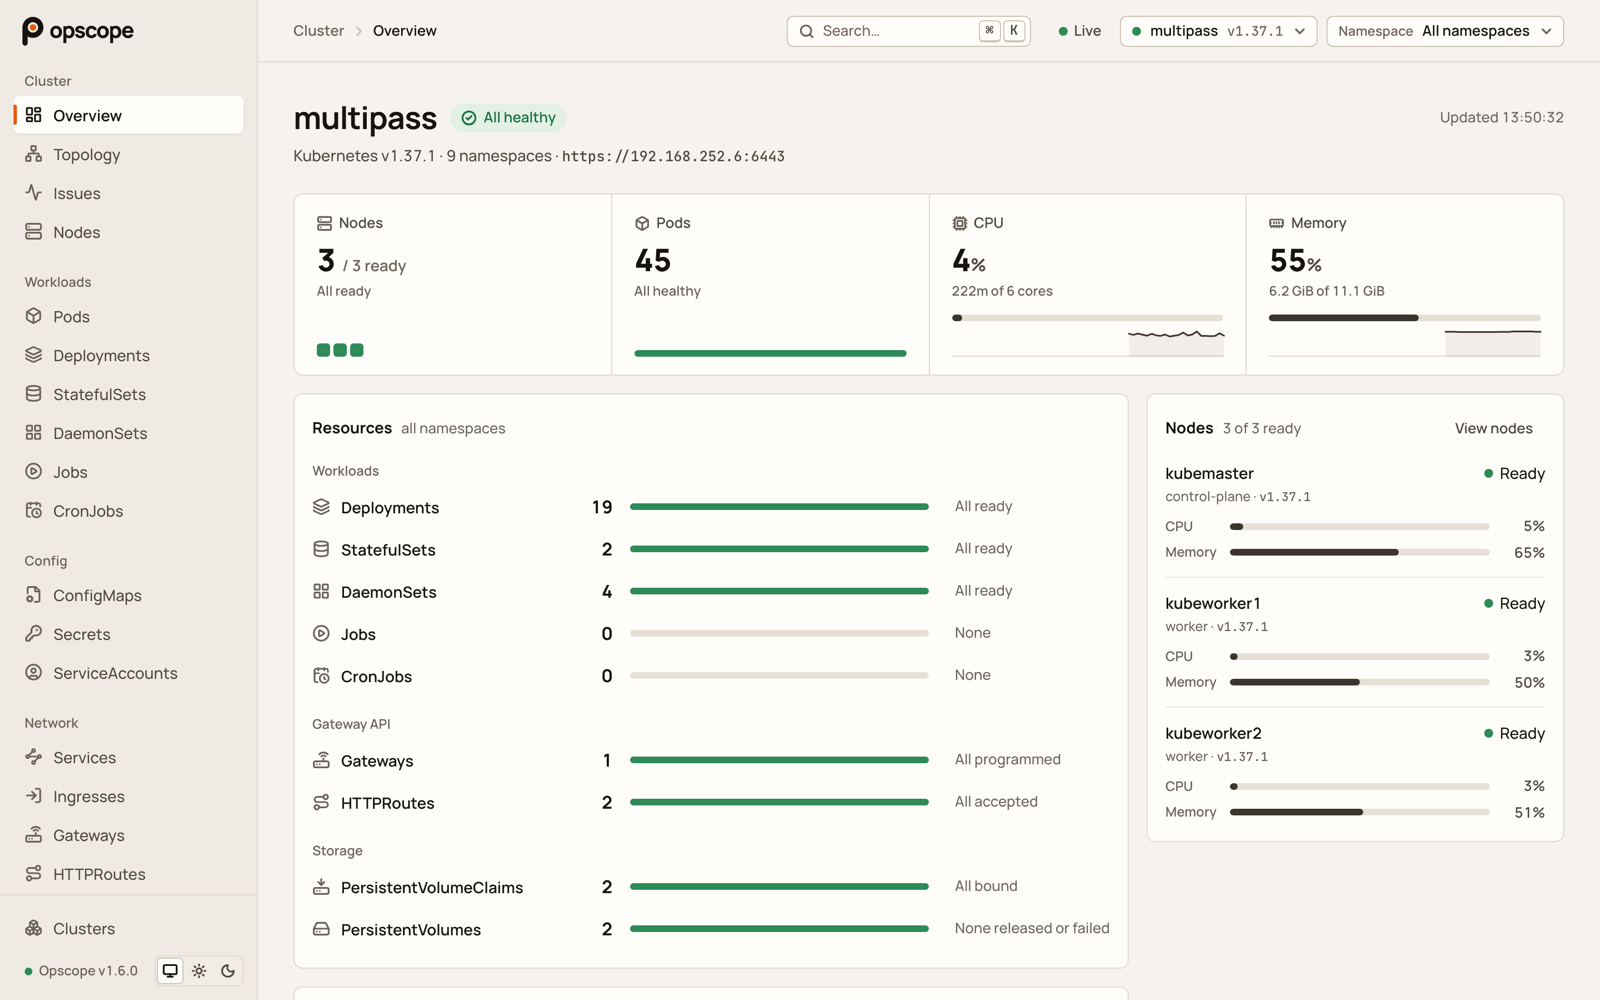 opscope
Cluster
Overview
Topology
Issues
Nodes
Workloads
Pods
Deployments
StatefulSets
DaemonSets
Jobs
CronJobs
Config
ConfigMaps
Secrets
ServiceAccounts
Network
Services
Ingresses
Gateways
HTTPRoutes
Clusters
Opscope v1.6.0
Cluster Overview
Search... ⌘ K
Live
multipass v1.37.1
Namespace All namespaces
multipass All healthy
Updated 13:50:32
Kubernetes v1.37.1 · 9 namespaces · https://192.168.252.6:6443
Nodes
3 / 3 ready
All ready
Pods
45
All healthy
CPU
4%
222m of 6 cores
Memory
55%
6.2 GiB of 11.1 GiB
Resources all namespaces
Workloads
Deployments 19 All ready
StatefulSets 2 All ready
DaemonSets 4 All ready
Jobs 0 None
CronJobs 0 None
Gateway API
Gateways 1 All programmed
HTTPRoutes 2 All accepted
Storage
PersistentVolumeClaims 2 All bound
PersistentVolumes 2 None released or failed
Nodes 3 of 3 ready View nodes
kubemaster Ready
control-plane · v1.37.1
CPU 5%
Memory 65%
kubeworker1 Ready
worker · v1.37.1
CPU 3%
Memory 50%
kubeworker2 Ready
worker · v1.37.1
CPU 3%
Memory 51%